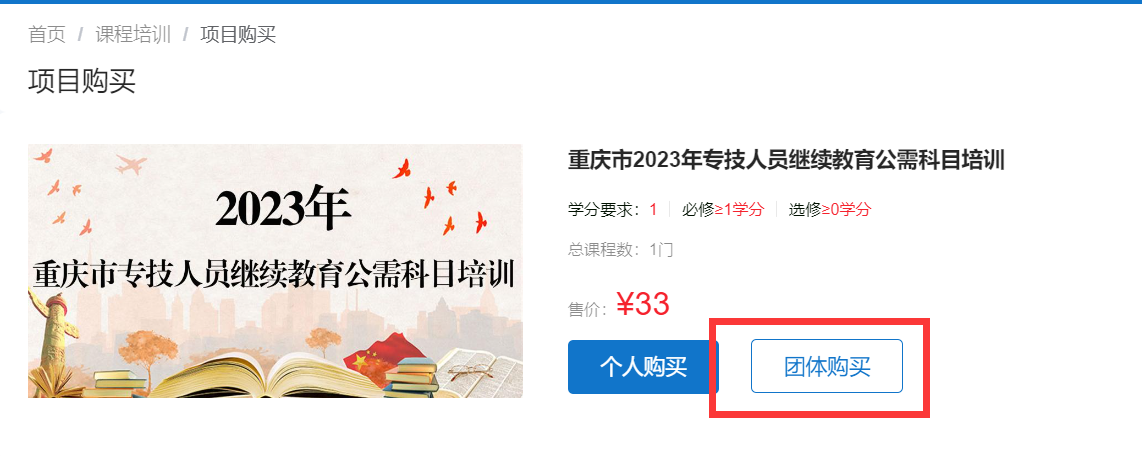 首页 / 课程培训 / 项目购买
项目购买
2023年
重庆市专技人员继续教育公需科目培训
重庆市2023年专技人员继续教育公需科目培训
学分要求：1 必修≥1学分 选修≥0学分
总课程数：1门
售价：¥33
个人购买 团体购买